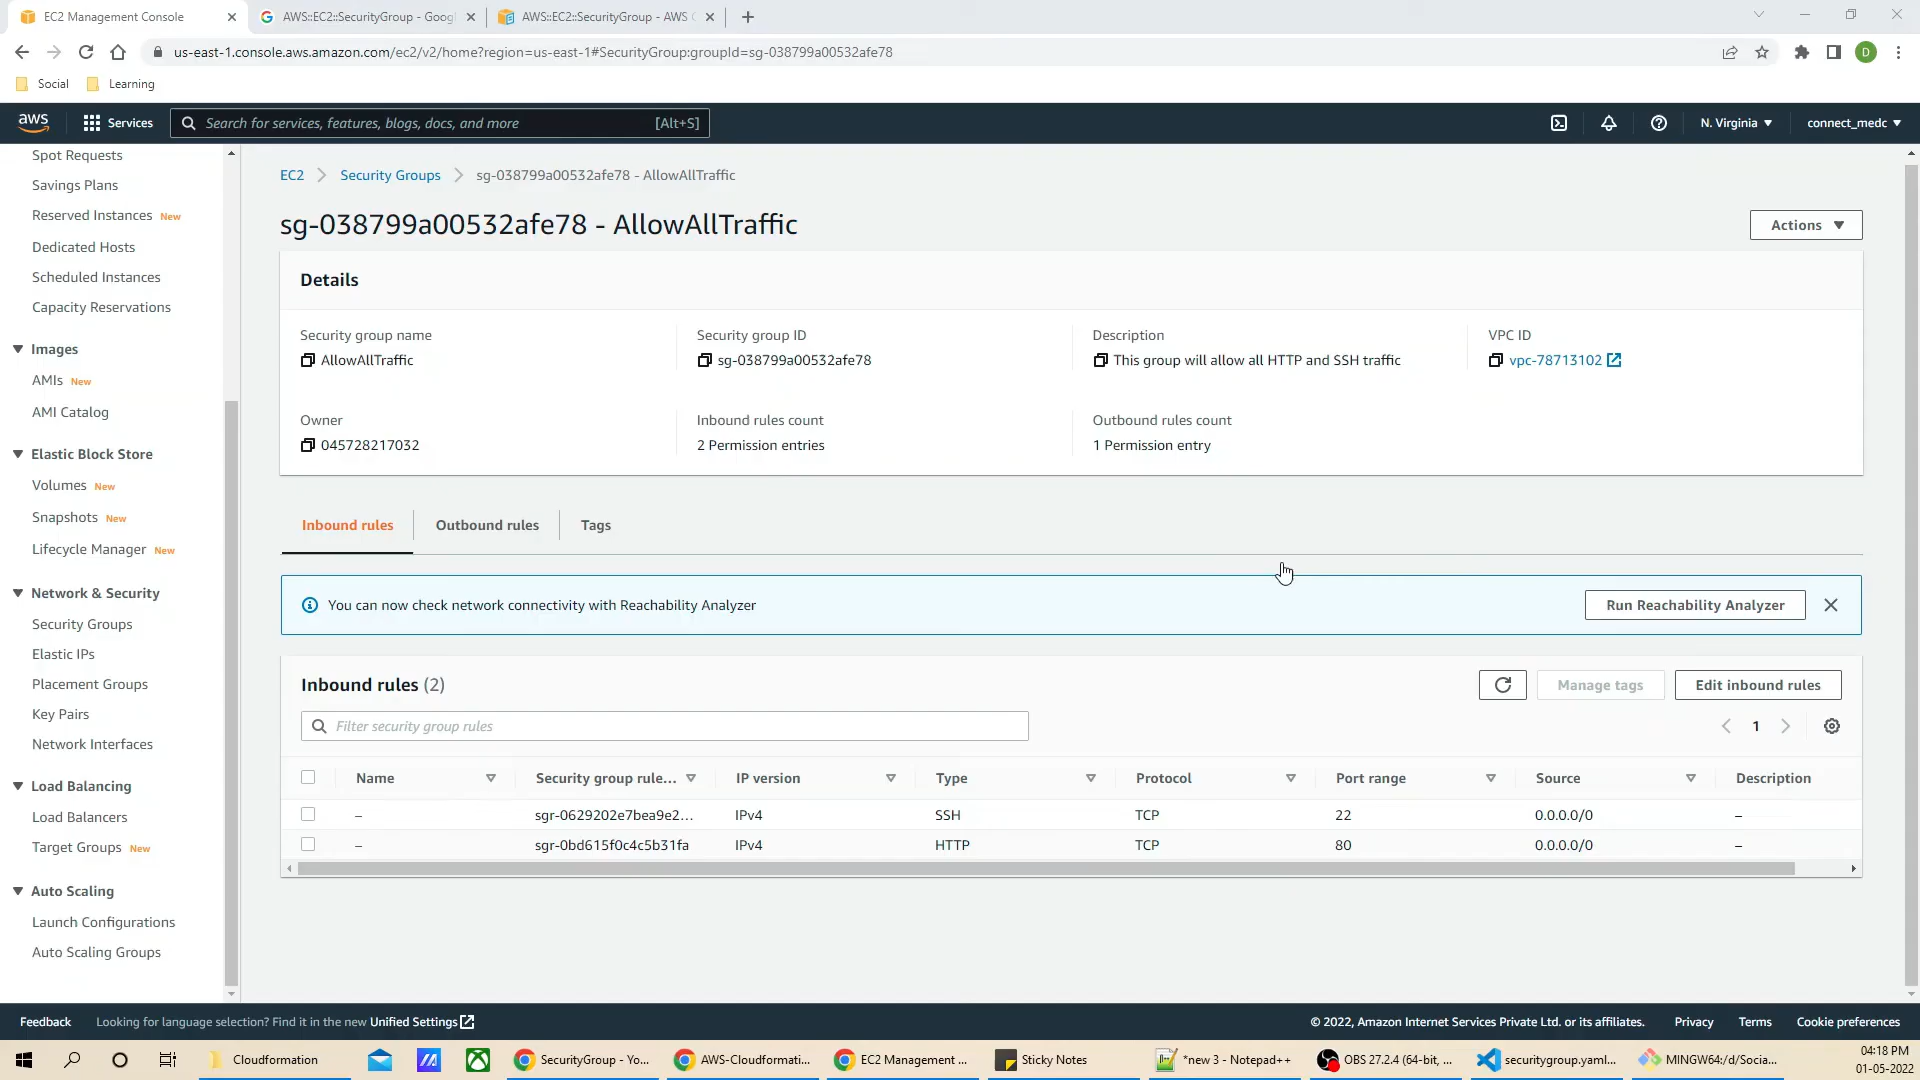 EC2 Management Console
AWS::EC2::SecurityGroup - Goog
AWS::EC2::SecurityGroup - AWS C
us-east-1.console.aws.amazon.com/ec2/v2/home?region=us-east-1#SecurityGroup:groupId=sg-038799a00532afe78
D
Social
Learning
aws
Services
Search for services, features, blogs, docs, and more
[Alt+S]
N. Virginia
connect_medc
Spot Requests
Savings Plans
Reserved Instances New
Dedicated Hosts
Scheduled Instances
Capacity Reservations
Images
AMIs New
AMI Catalog
Elastic Block Store
Volumes New
Snapshots New
Lifecycle Manager New
Network & Security
Security Groups
Elastic IPs
Placement Groups
Key Pairs
Network Interfaces
Load Balancing
Load Balancers
Target Groups New
Auto Scaling
Launch Configurations
Auto Scaling Groups
EC2
Security Groups
sg-038799a00532afe78 - AllowAllTraffic
sg-038799a00532afe78 - AllowAllTraffic
Actions
Details
Security group name
AllowAllTraffic
Security group ID
sg-038799a00532afe78
Description
This group will allow all HTTP and SSH traffic
VPC ID
vpc-78713102
Owner
045728217032
Inbound rules count
2 Permission entries
Outbound rules count
1 Permission entry
Inbound rules
Outbound rules
Tags
You can now check network connectivity with Reachability Analyzer
Run Reachability Analyzer
Inbound rules (2)
Manage tags
Edit inbound rules
Filter security group rules
1
Name Security group rule... IP version Type Protocol Port range Source Description
– sgr-0629202e7bea9e2... IPv4 SSH TCP 22 0.0.0.0/0 –
– sgr-0bd615f0c4c5b31fa IPv4 HTTP TCP 80 0.0.0.0/0 –
Feedback
Looking for language selection? Find it in the new Unified Settings
© 2022, Amazon Internet Services Private Ltd. or its affiliates.
Privacy
Terms
Cookie preferences
Cloudformation
SecurityGroup - Yo...
AWS-Cloudformati...
EC2 Management ...
Sticky Notes
*new 3 - Notepad++
OBS 27.2.4 (64-bit, ...
securitygroup.yaml...
MINGW64:/d/Socia...
04:18 PM
01-05-2022